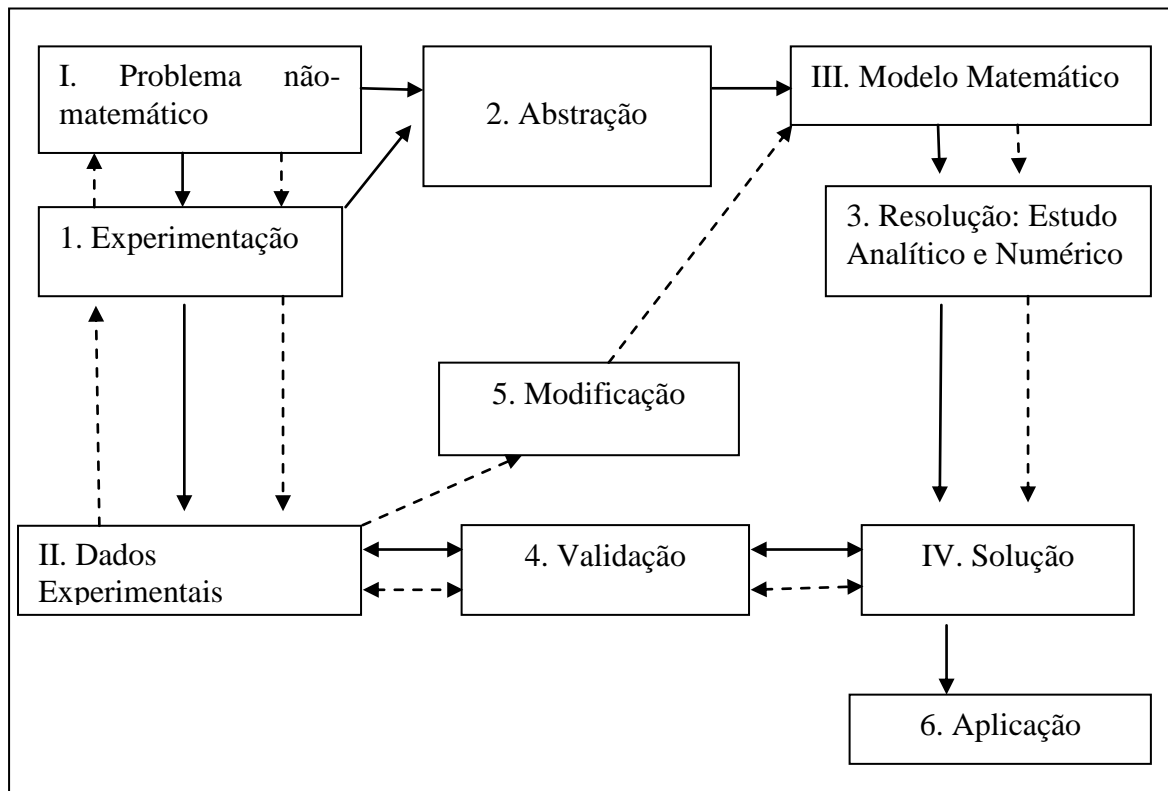 I. Problema não-
matemático
2. Abstração
III. Modelo Matemático
1. Experimentação
3. Resolução: Estudo
Analítico e Numérico
5. Modificação
II. Dados
Experimentais
4. Validação
IV. Solução
6. Aplicação